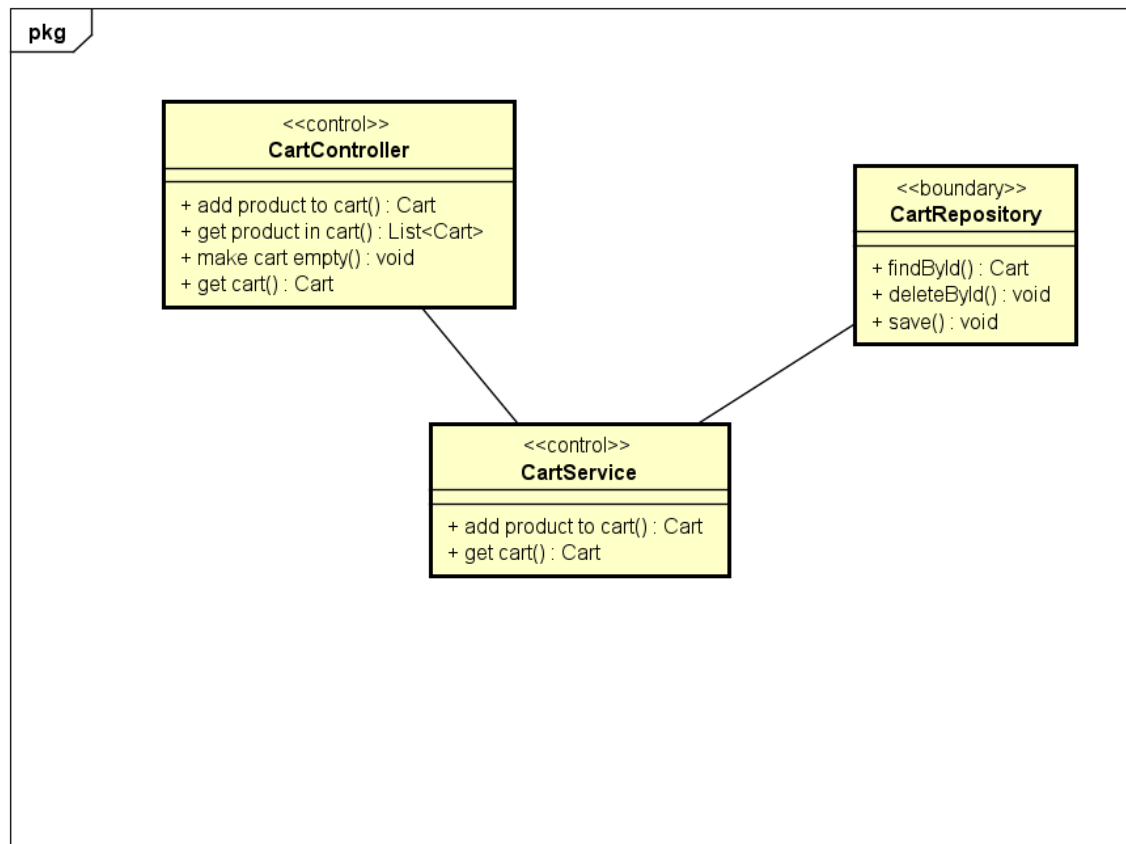 pkg
<<control>>
CartController
+ add product to cart() : Cart
+ get product in cart() : List<Cart>
+ make cart empty() : void
+ get cart() : Cart
<<boundary>>
CartRepository
+ findById() : Cart
+ deleteById() : void
+ save() : void
<<control>>
CartService
+ add product to cart() : Cart
+ get cart() : Cart